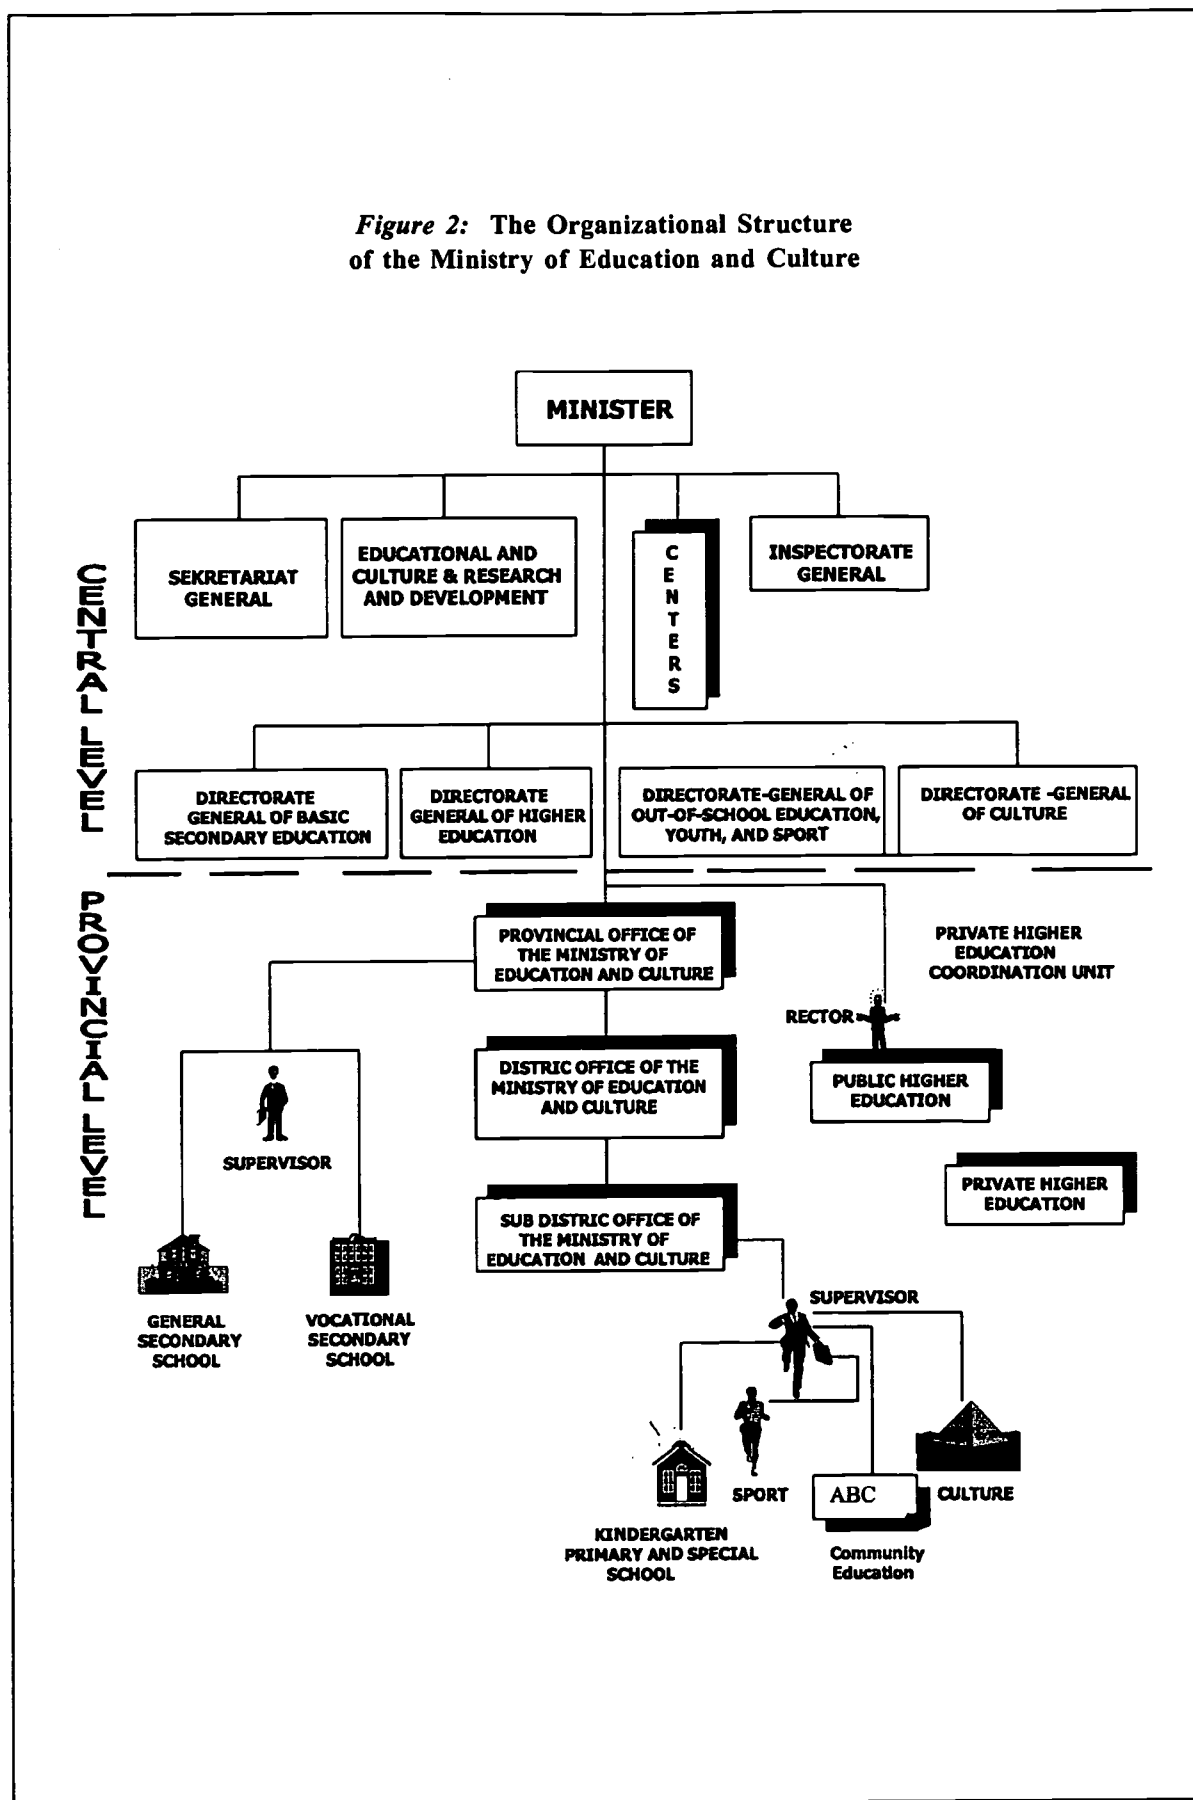 Figure 2: The Organizational Structure
of the Ministry of Education and Culture
MINISTER
CENTRAL LEVEL
SEKRETARIAT
GENERAL
EDUCATIONAL AND
CULTURE & RESEARCH
AND DEVELOPMENT
CENTERS
INSPECTORATE
GENERAL
DIRECTORATE
GENERAL OF BASIC
SECONDARY EDUCATION
DIRECTORATE
GENERAL OF HIGHER
EDUCATION
DIRECTORATE-GENERAL OF
OUT-OF-SCHOOL EDUCATION,
YOUTH, AND SPORT
DIRECTORATE -GENERAL
OF CULTURE
PROVINCIAL LEVEL
PROVINCIAL OFFICE OF
THE MINISTRY OF
EDUCATION AND CULTURE
PRIVATE HIGHER
EDUCATION
COORDINATION UNIT
RECTOR
DISTRIC OFFICE OF THE
MINISTRY OF EDUCATION
AND CULTURE
PUBLIC HIGHER
EDUCATION
SUPERVISOR
PRIVATE HIGHER
EDUCATION
SUB DISTRIC OFFICE OF
THE MINISTRY OF
EDUCATION AND CULTURE
GENERAL
SECONDARY
SCHOOL
VOCATIONAL
SECONDARY
SCHOOL
SUPERVISOR
SPORT
ABC
CULTURE
KINDERGARTEN
PRIMARY AND SPECIAL
SCHOOL
Community
Education